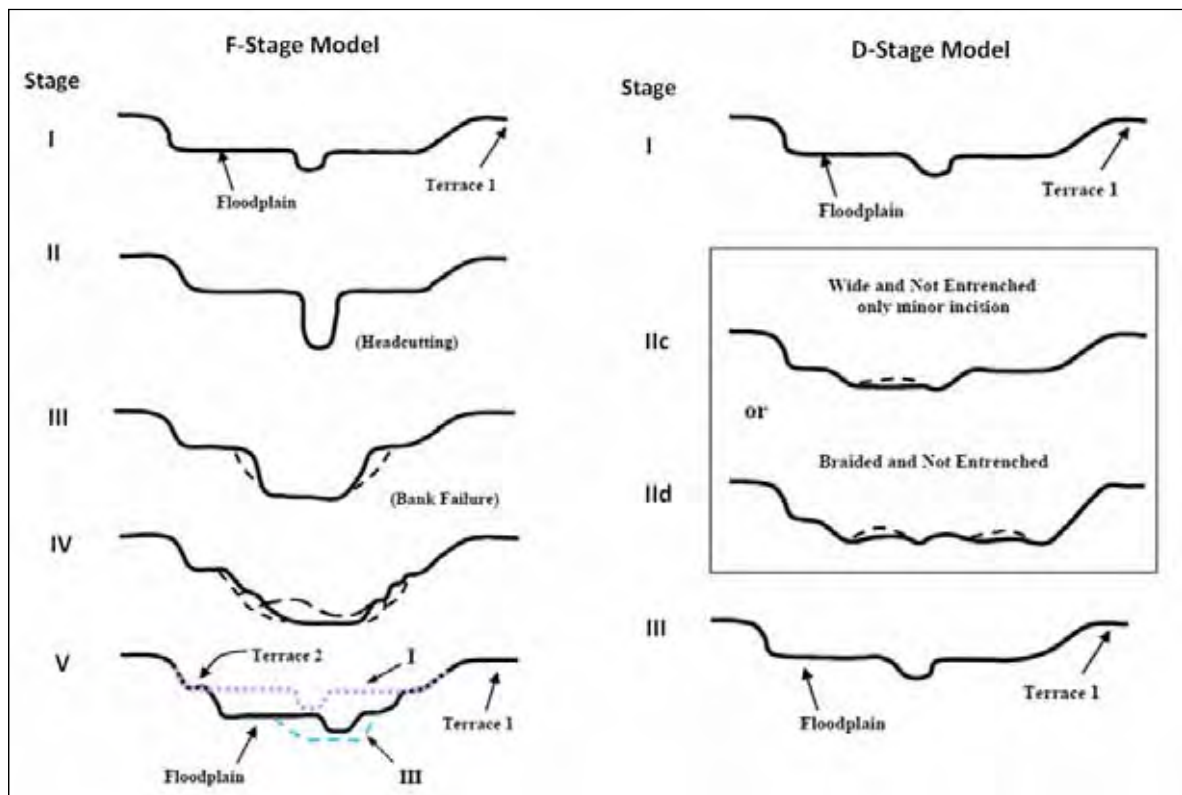 F-Stage Model
Stage
I
Floodplain
Terrace 1
II
(Headcutting)
III
(Bank Failure)
IV
V
Terrace 2
I
Terrace 1
Floodplain
III
D-Stage Model
Stage
I
Floodplain
Terrace 1
Wide and Not Entrenched
only minor incision
IIc
or
Braided and Not Entrenched
IId
III
Terrace 1
Floodplain